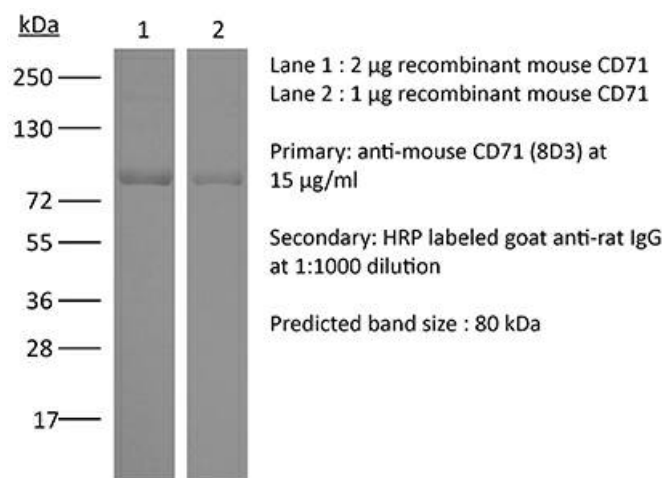 kDa
1 2
250
130
72
55
36
28
17
Lane 1 : 2 µg recombinant mouse CD71
Lane 2 : 1 µg recombinant mouse CD71
Primary: anti-mouse CD71 (8D3) at
15 µg/ml
Secondary: HRP labeled goat anti-rat IgG
at 1:1000 dilution
Predicted band size : 80 kDa